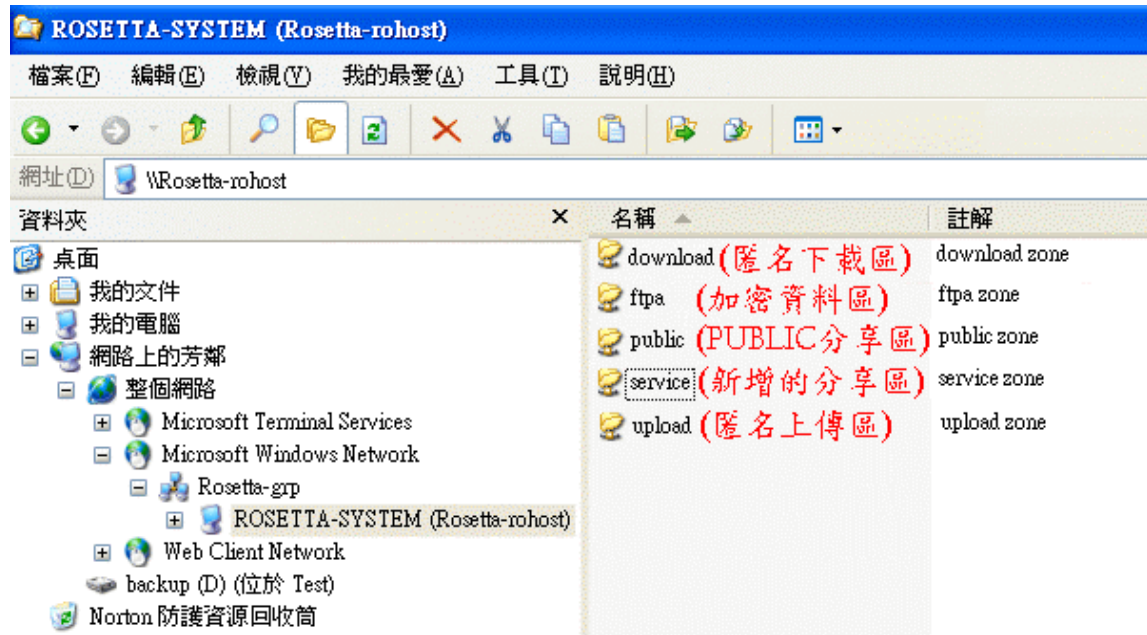 ROSETTA-SYSTEM (Rosetta-rohost)
檔案(F) 編輯(E) 檢視(V) 我的最愛(A) 工具(T) 說明(H)
網址(D) \\Rosetta-rohost
資料夾
名稱 註解
桌面
我的文件
我的電腦
網路上的芳鄰
整個網路
Microsoft Terminal Services
Microsoft Windows Network
Rosetta-grp
ROSETTA-SYSTEM (Rosetta-rohost)
Web Client Network
backup (D) (位於 Test)
Norton 防護資源回收筒
download (匿名下載區) download zone
ftpa (加密資料區) ftpa zone
public (PUBLIC分享區) public zone
service (新增的分享區) service zone
upload (匿名上傳區) upload zone